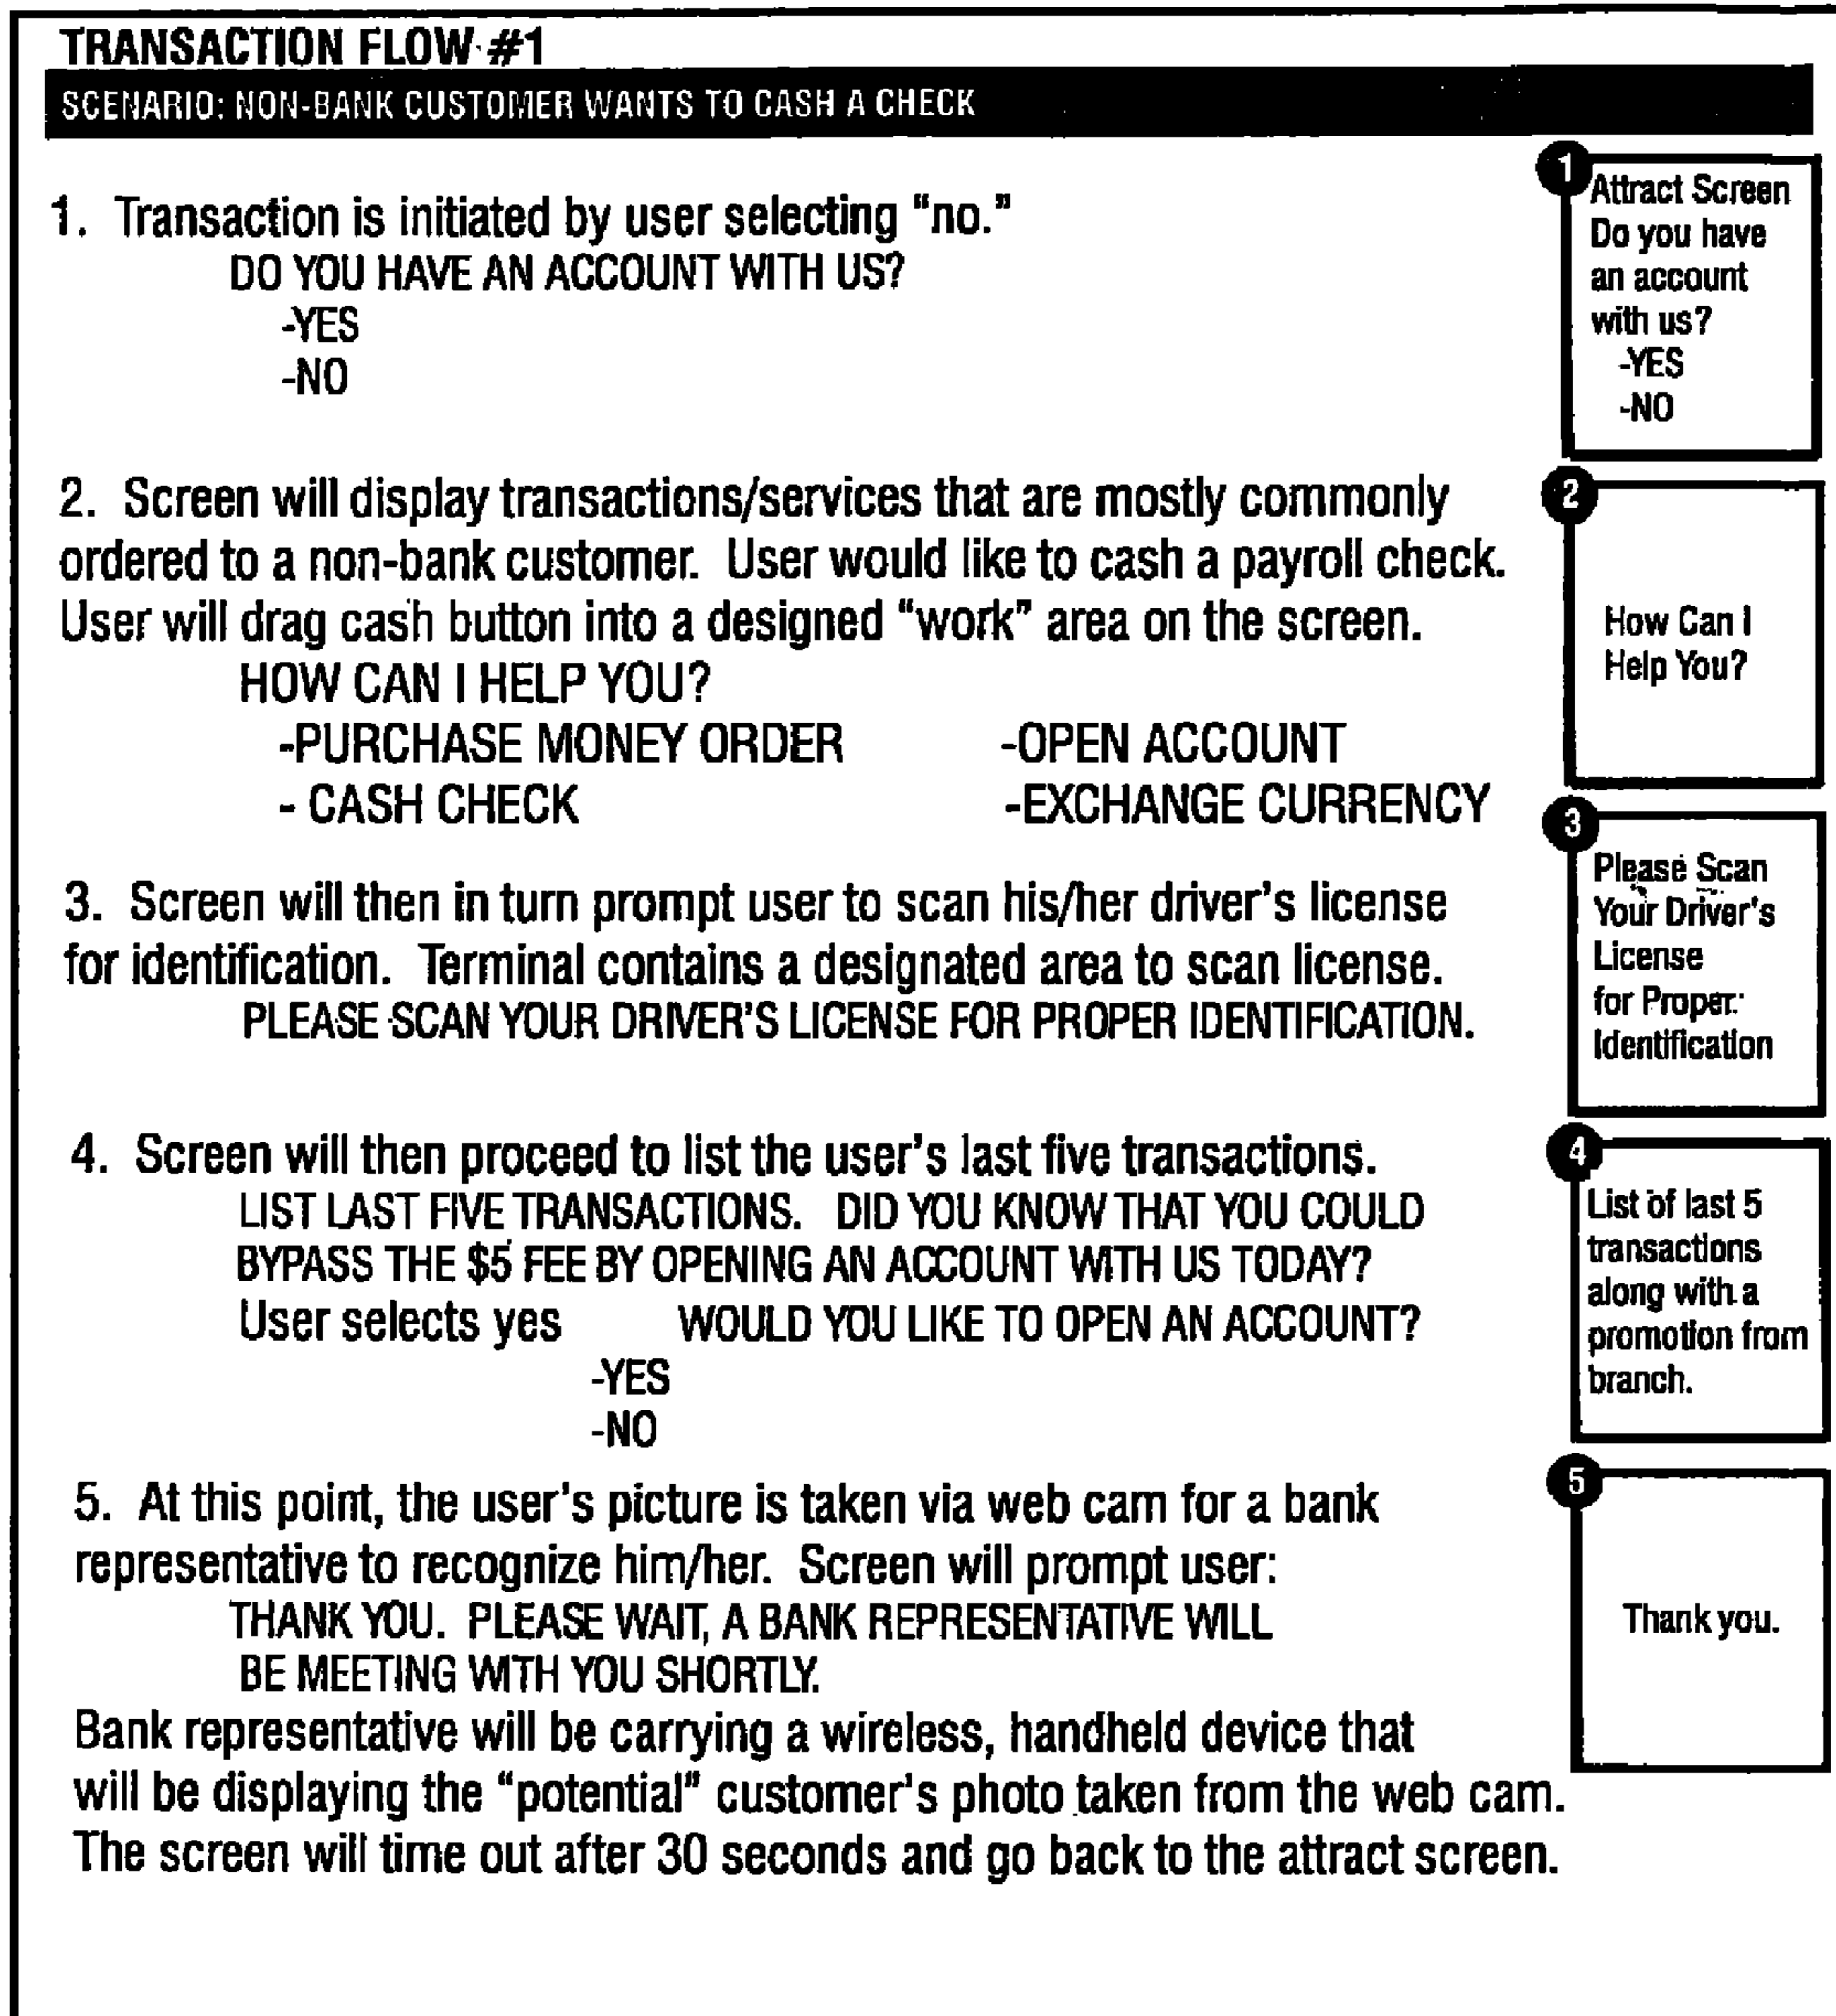 TRANSACTION FLOW #1
SCENARIO: NON-BANK CUSTOMER WANTS TO CASH A CHECK
1. Transaction is initiated by user selecting "no."
DO YOU HAVE AN ACCOUNT WITH US?
-YES
-NO
2. Screen will display transactions/services that are mostly commonly
ordered to a non-bank customer. User would like to cash a payroll check.
User will drag cash button into a designed "work" area on the screen.
HOW CAN I HELP YOU?
-PURCHASE MONEY ORDER -OPEN ACCOUNT
- CASH CHECK -EXCHANGE CURRENCY
3. Screen will then in turn prompt user to scan his/her driver's license
for identification. Terminal contains a designated area to scan license.
PLEASE SCAN YOUR DRIVER'S LICENSE FOR PROPER IDENTIFICATION.
4. Screen will then proceed to list the user's last five transactions.
LIST LAST FIVE TRANSACTIONS. DID YOU KNOW THAT YOU COULD
BYPASS THE $5 FEE BY OPENING AN ACCOUNT WITH US TODAY?
User selects yes WOULD YOU LIKE TO OPEN AN ACCOUNT?
-YES
-NO
5. At this point, the user's picture is taken via web cam for a bank
representative to recognize him/her. Screen will prompt user:
THANK YOU. PLEASE WAIT, A BANK REPRESENTATIVE WILL
BE MEETING WITH YOU SHORTLY.
Bank representative will be carrying a wireless, handheld device that
will be displaying the "potential" customer's photo taken from the web cam.
The screen will time out after 30 seconds and go back to the attract screen.
1
Attract Screen
Do you have
an account
with us?
-YES
-NO
2
How Can I
Help You?
3
Please Scan
Your Driver's
License
for Proper
Identification
4
List of last 5
transactions
along with a
promotion from
branch.
5
Thank you.